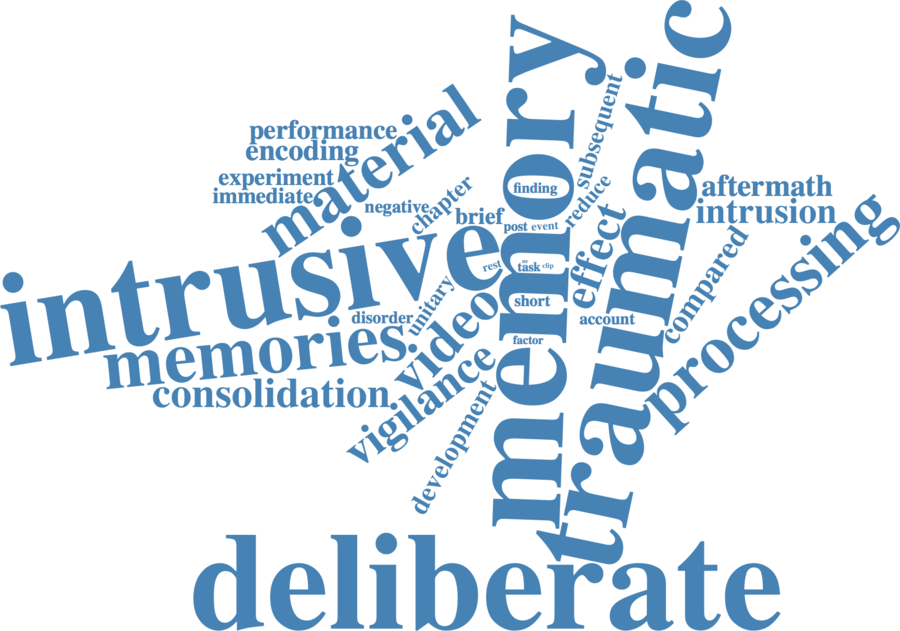 performance
encoding
experiment
immediate
material
negative
chapter
brief
intrusive
memory
finding
post
event
rest
str
task
clip
short
factor
subsequent
reduce
effect
traumatic
aftermath
intrusion
compared
account
processing
disorder
unitary
memories
video
consolidation
vigilance
development
deliberate